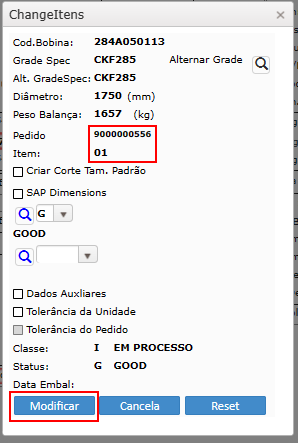 ChangeItens ×
Cod.Bobina: 284A050113
Grade Spec CKF285 Alternar Grade
Alt. GradeSpec: CKF285
Diâmetro: 1750 (mm)
Peso Balança: 1657 (kg)
Pedido 9000000556
Item: 01
Criar Corte Tam. Padrão
SAP Dimensions
G
GOOD
Dados Auxliares
Tolerância da Unidade
Tolerância do Pedido
Classe: I EM PROCESSO
Status: G GOOD
Data Embal:
Modificar Cancela Reset